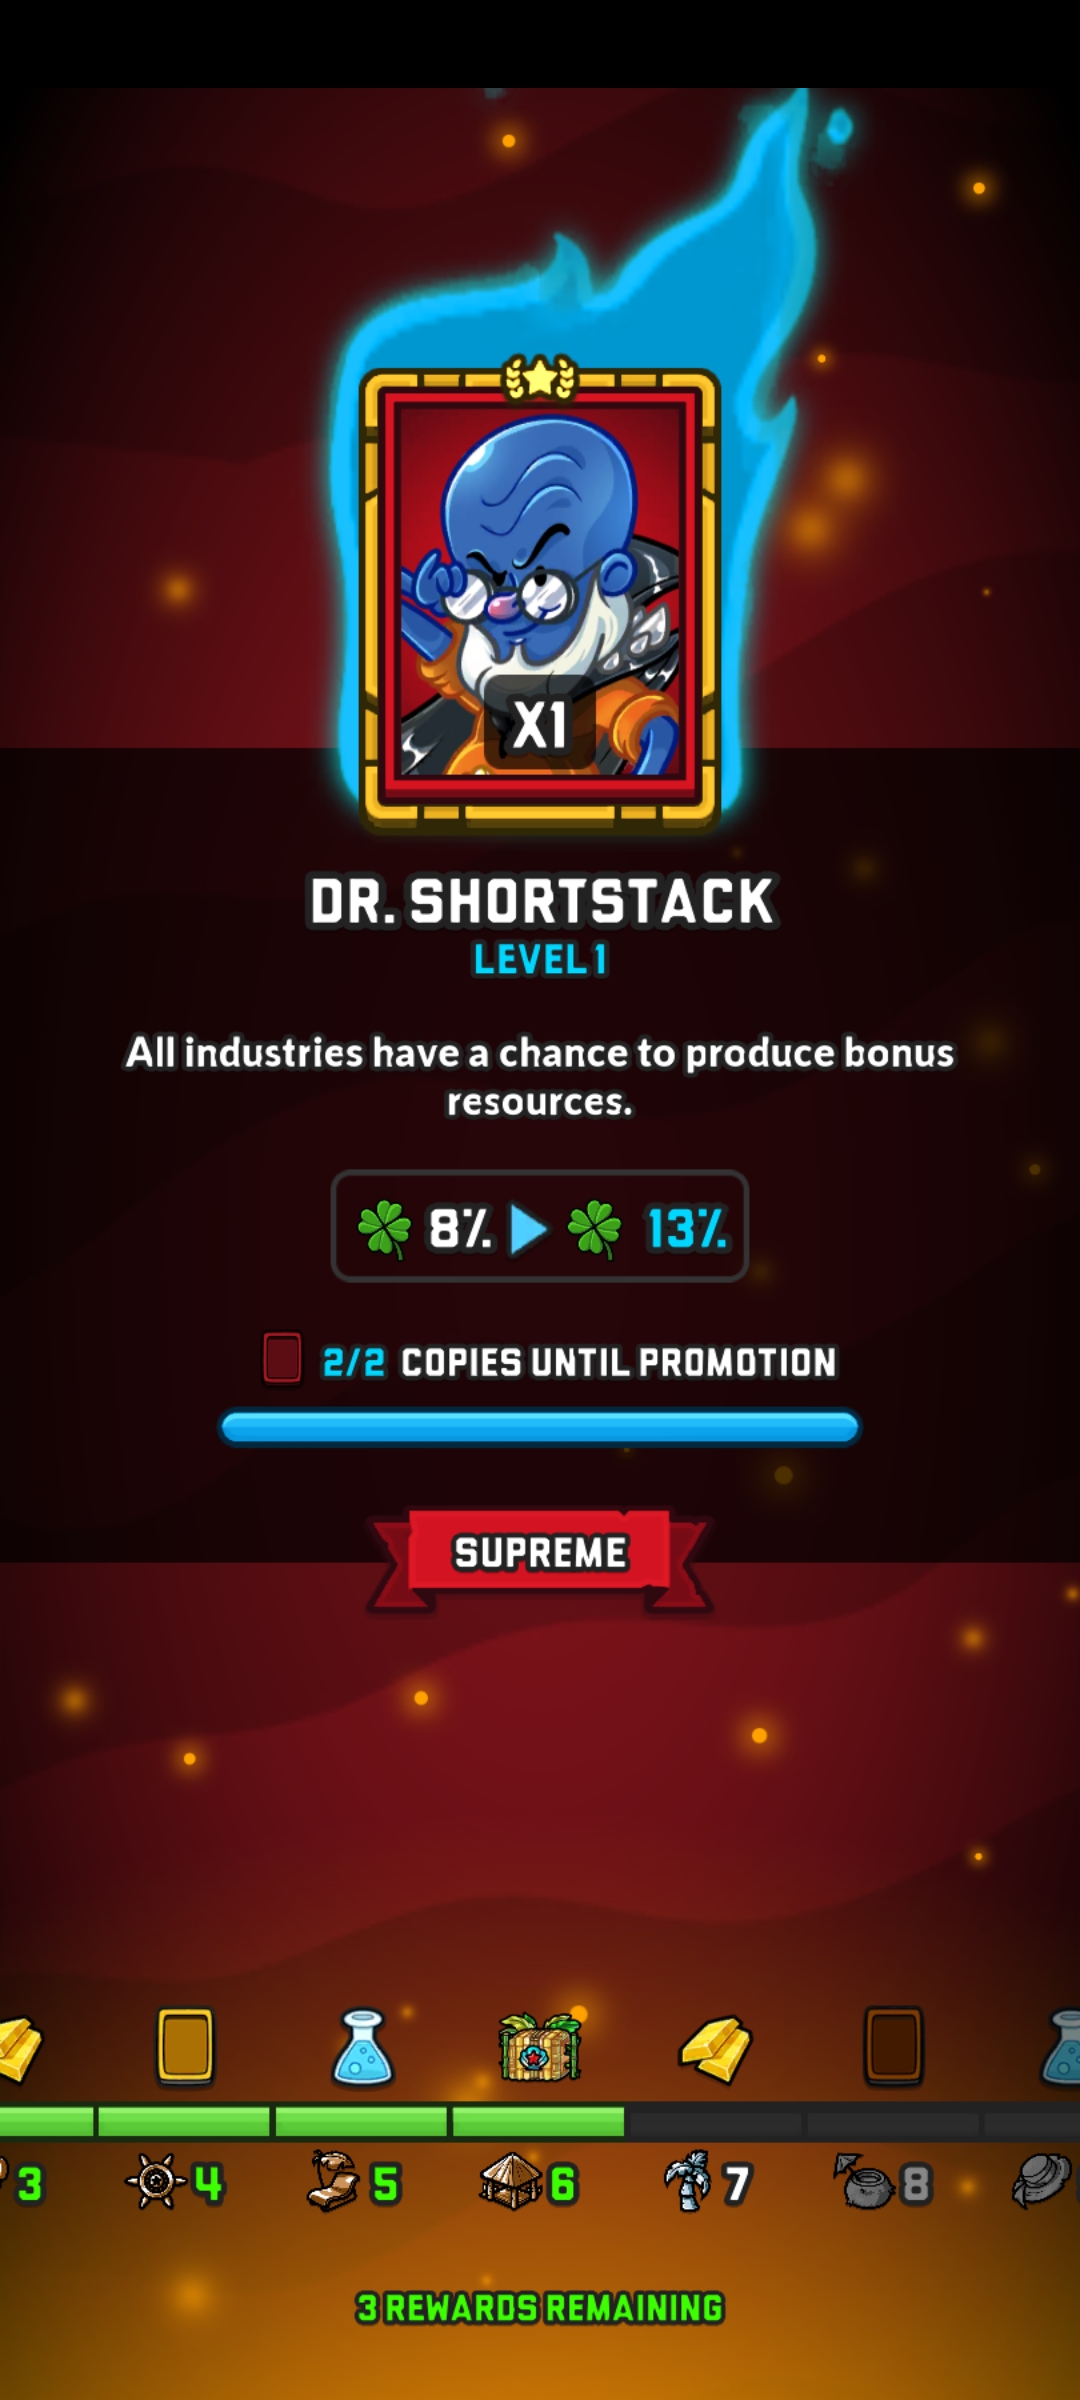 X1
DR. SHORTSTACK
LEVEL 1
All industries have a chance to produce bonus
resources.
8% 13%
2/2 COPIES UNTIL PROMOTION
SUPREME
3 4 5 6 7 8
3 REWARDS REMAINING